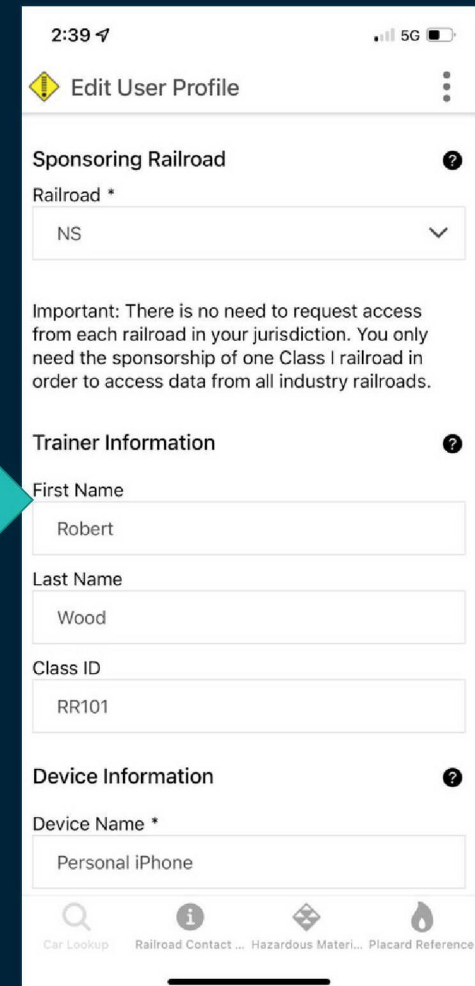 2:39
5G
Edit User Profile
Sponsoring Railroad
Railroad *
NS
Important: There is no need to request access
from each railroad in your jurisdiction. You only
need the sponsorship of one Class I railroad in
order to access data from all industry railroads.
Trainer Information
First Name
Robert
Last Name
Wood
Class ID
RR101
Device Information
Device Name *
Personal iPhone
Car Lookup Railroad Contact ... Hazardous Materi... Placard Reference